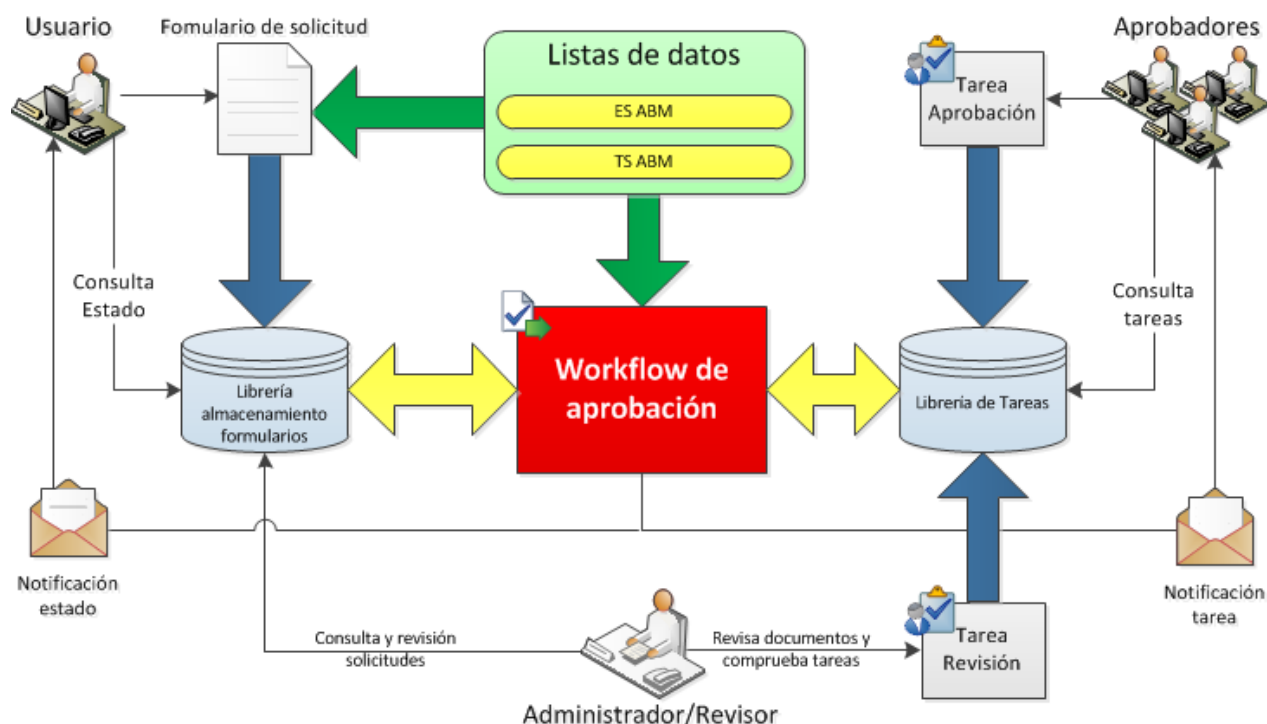 Usuario
Fomulario de solicitud
Listas de datos
ES ABM
TS ABM
Tarea
Aprobación
Aprobadores
Consulta
Estado
Consulta
tareas
Librería
almacenamiento
formularios
Workflow de
aprobación
Librería de Tareas
Notificación
estado
Notificación
tarea
Consulta y revisión
solicitudes
Revisa documentos y
comprueba tareas
Tarea
Revisión
Administrador/Revisor